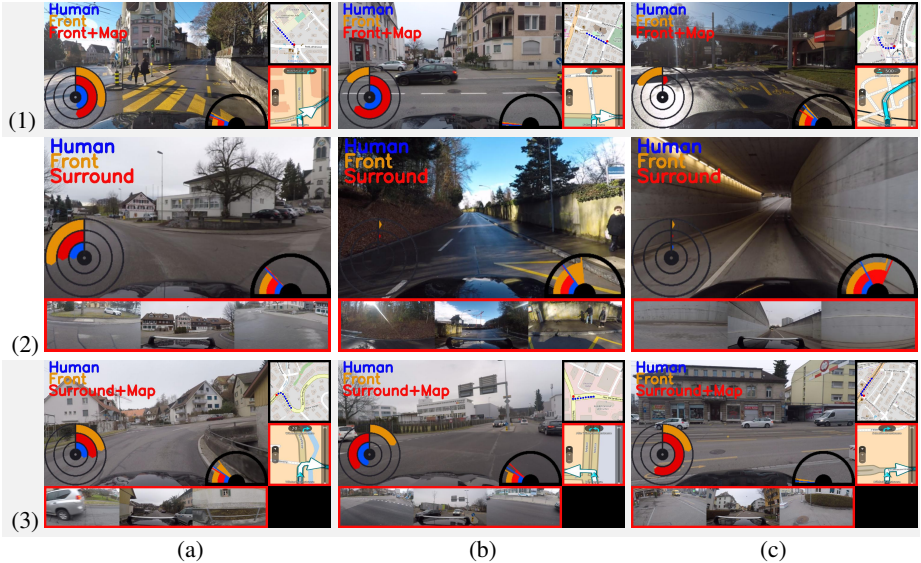 Human
Front
Front+Map
Human
Front
Front+Map
Human
Front
Front+Map
(1)
Human
Front
Surround
Human
Front
Surround
Human
Front
Surround
(2)
Human
Front
Surround+Map
Human
Front
Surround+Map
Human
Front
Surround+Map
(3)
(a)
(b)
(c)